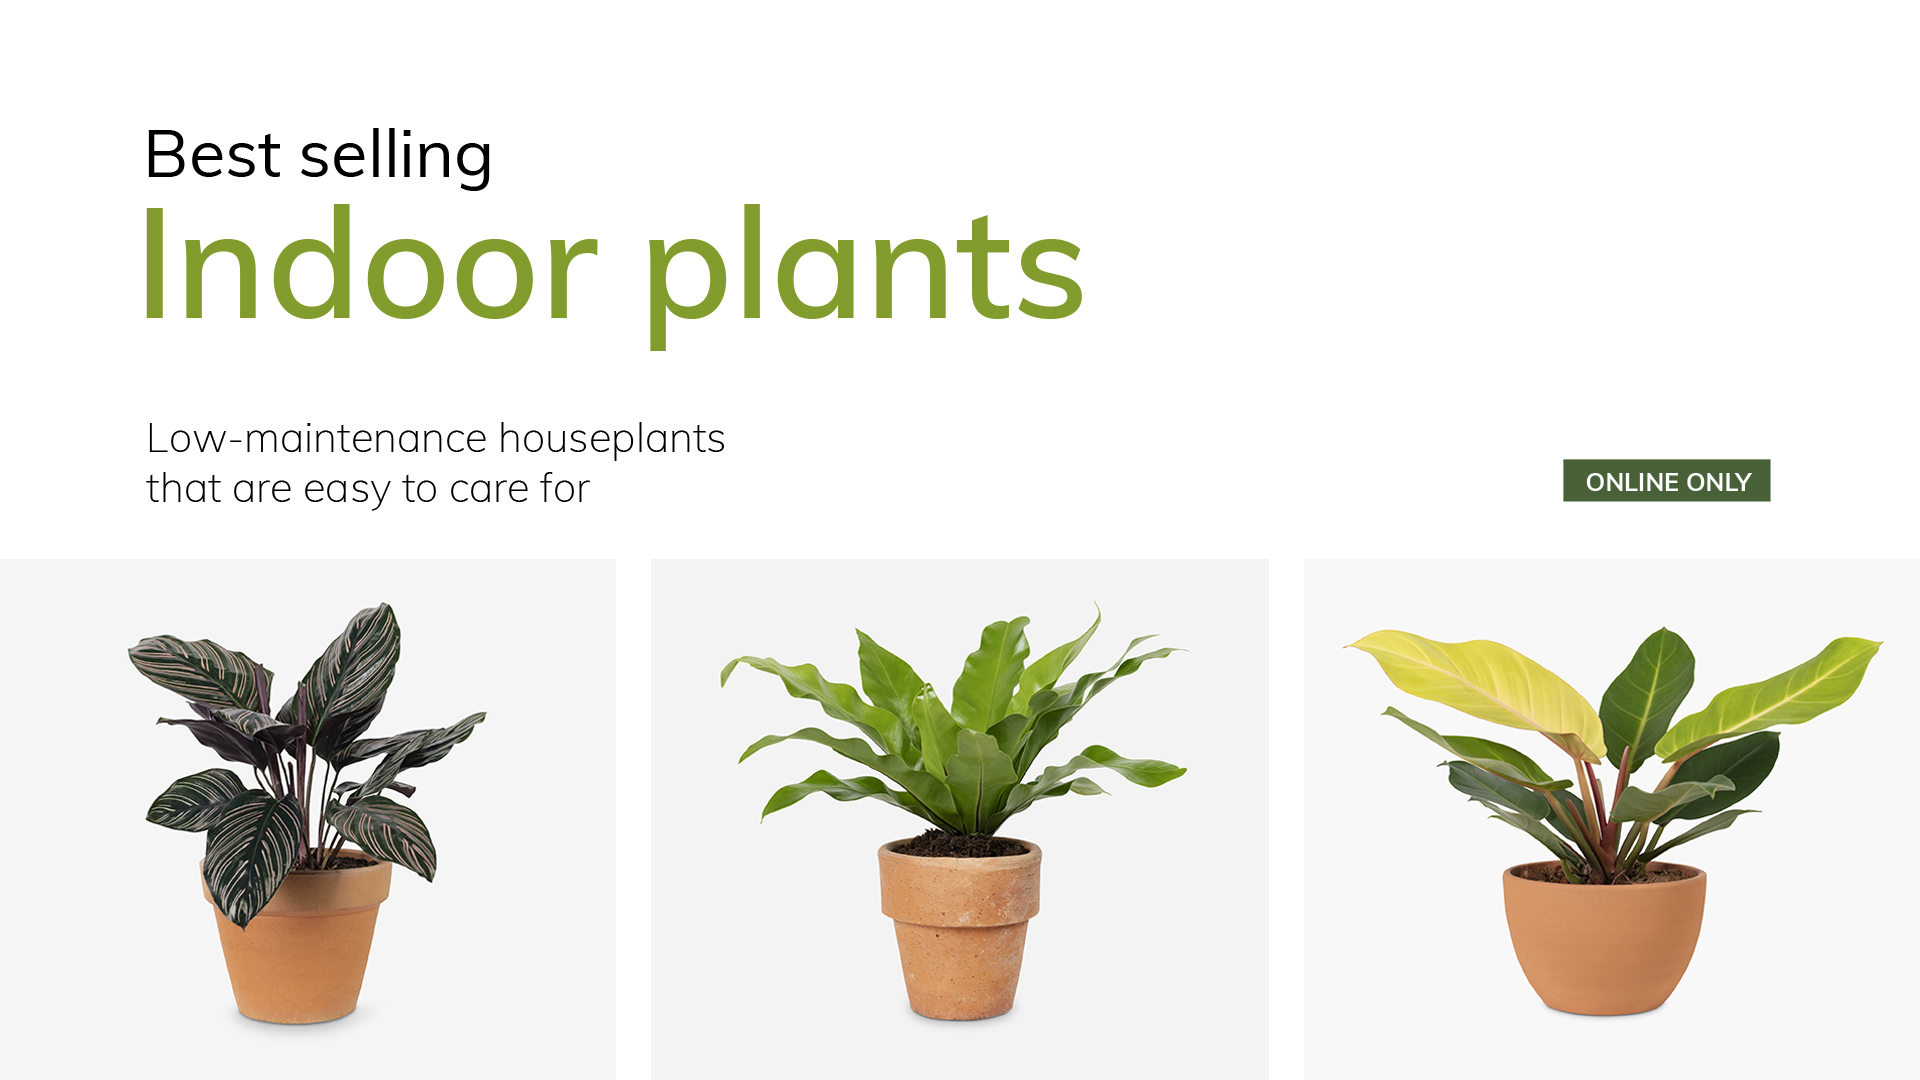 Best selling
Indoor plants
Low-maintenance houseplants
that are easy to care for
ONLINE ONLY